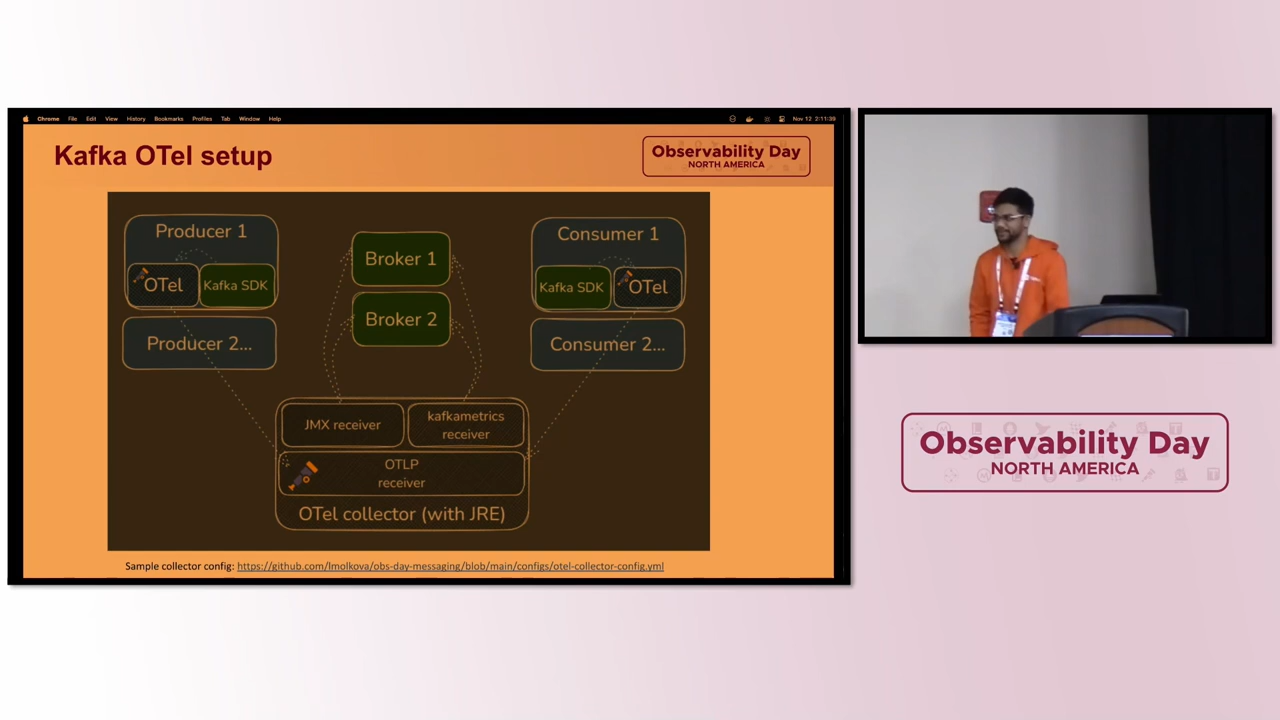 Chrome File Edit View History Bookmarks Profiles Tab Window Help
Nov 12 2:11:39
Kafka OTel setup
Observability Day
NORTH AMERICA
Producer 1
OTel
Kafka SDK
Producer 2...
Broker 1
Broker 2
Consumer 1
Kafka SDK
OTel
Consumer 2...
JMX receiver
kafkametrics
receiver
OTLP
receiver
OTel collector (with JRE)
Sample collector config: https://github.com/lmolkova/obs-day-messaging/blob/main/configs/otel-collector-config.yml
Observability Day
NORTH AMERICA